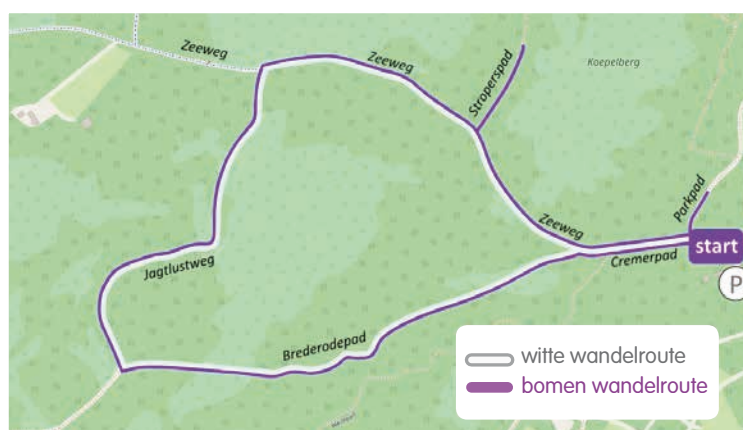 Zeeweg
Zeeweg
Stroperspad
Koepelberg
Parkpad
Zeeweg
start
Cremerpad
P
Jagtlustweg
Brederodepad
witte wandelroute
bomen wandelroute